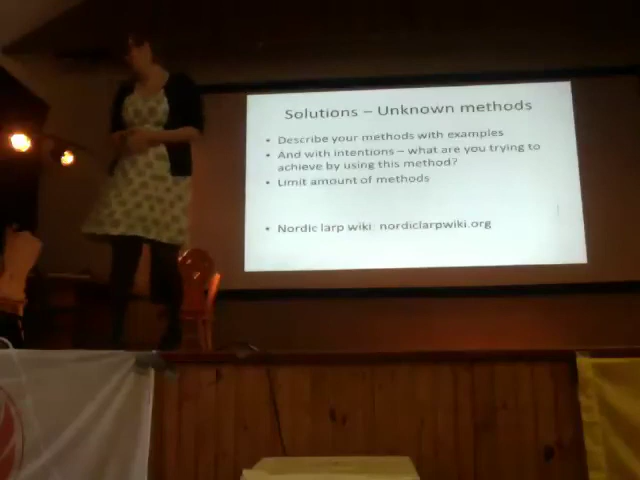 Solutions – Unknown methods
• Describe your methods with examples
• And with intentions – what are you trying to
achieve by using this method?
• Limit amount of methods
• Nordic larp wiki: nordiclarpwiki.org